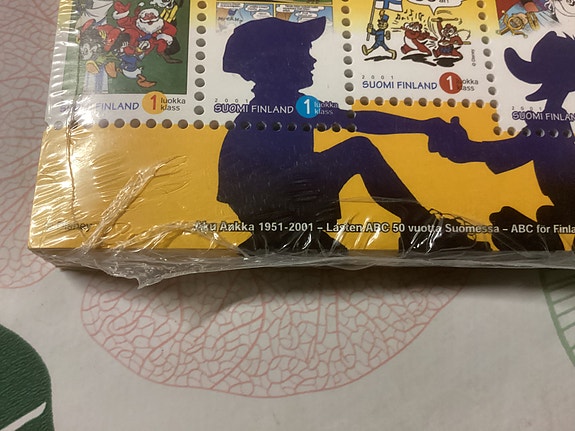 FINLAND 1 luokka klass
2001
SUOMI FINLAND 1 luokka klass
2001
SUOMI FINLAND 1 luokka klass
2001
SUOMI FINLAND
Aku Ankka 1951-2001 – Lasten ABC 50 vuotta Suomessa – ABC for Finla